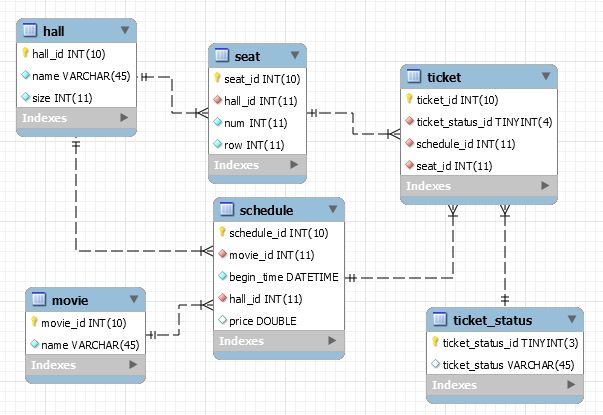 hall
hall_id INT(10)
name VARCHAR(45)
size INT(11)
Indexes
seat
seat_id INT(10)
hall_id INT(11)
num INT(11)
row INT(11)
Indexes
ticket
ticket_id INT(10)
ticket_status_id TINYINT(4)
schedule_id INT(11)
seat_id INT(11)
Indexes
schedule
schedule_id INT(10)
movie_id INT(11)
begin_time DATETIME
hall_id INT(11)
price DOUBLE
Indexes
movie
movie_id INT(10)
name VARCHAR(45)
Indexes
ticket_status
ticket_status_id TINYINT(3)
ticket_status VARCHAR(45)
Indexes